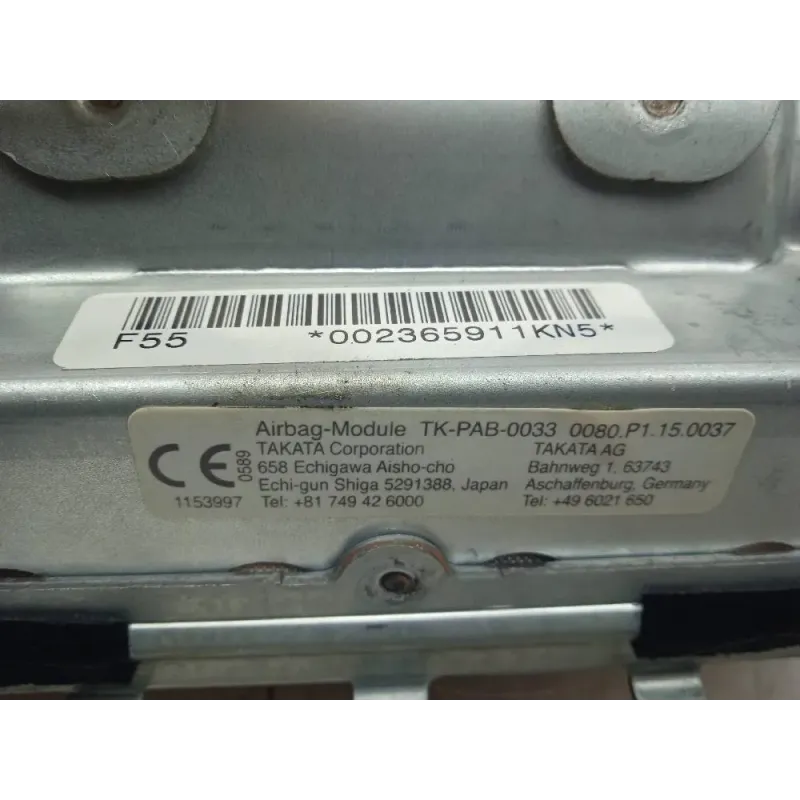 F55 *002365911KN5*
Airbag-Module TK-PAB-0033 0080.P1.15.0037
CE 0589
TAKATA Corporation TAKATA AG
658 Echigawa Aisho-cho Bahnweg 1, 63743
Echi-gun Shiga 5291388, Japan Aschaffenburg, Germany
1153997 Tel: +81 749 42 6000 Tel: +49 6021 650